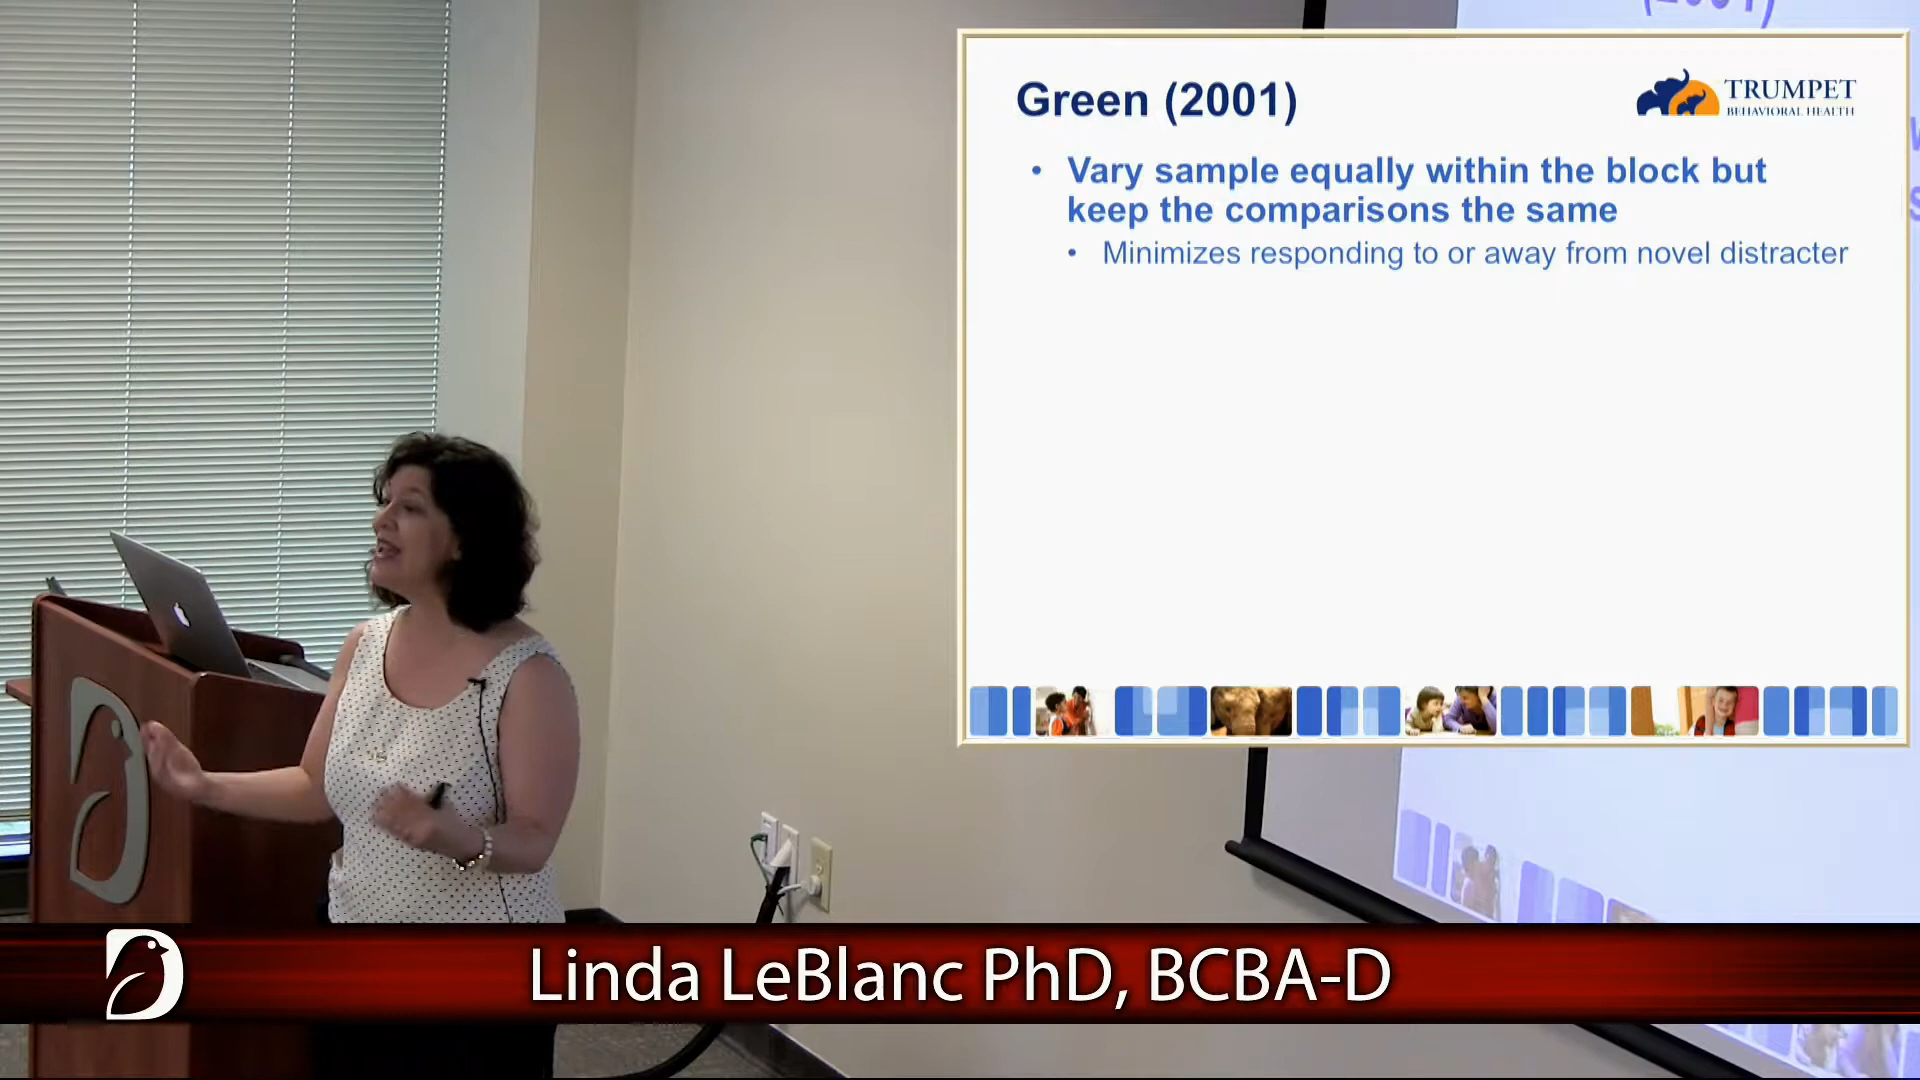 (2001)
Green (2001)
TRUMPET
BEHAVIORAL HEALTH
• Vary sample equally within the block but
keep the comparisons the same
• Minimizes responding to or away from novel distracter
Linda LeBlanc PhD, BCBA-D